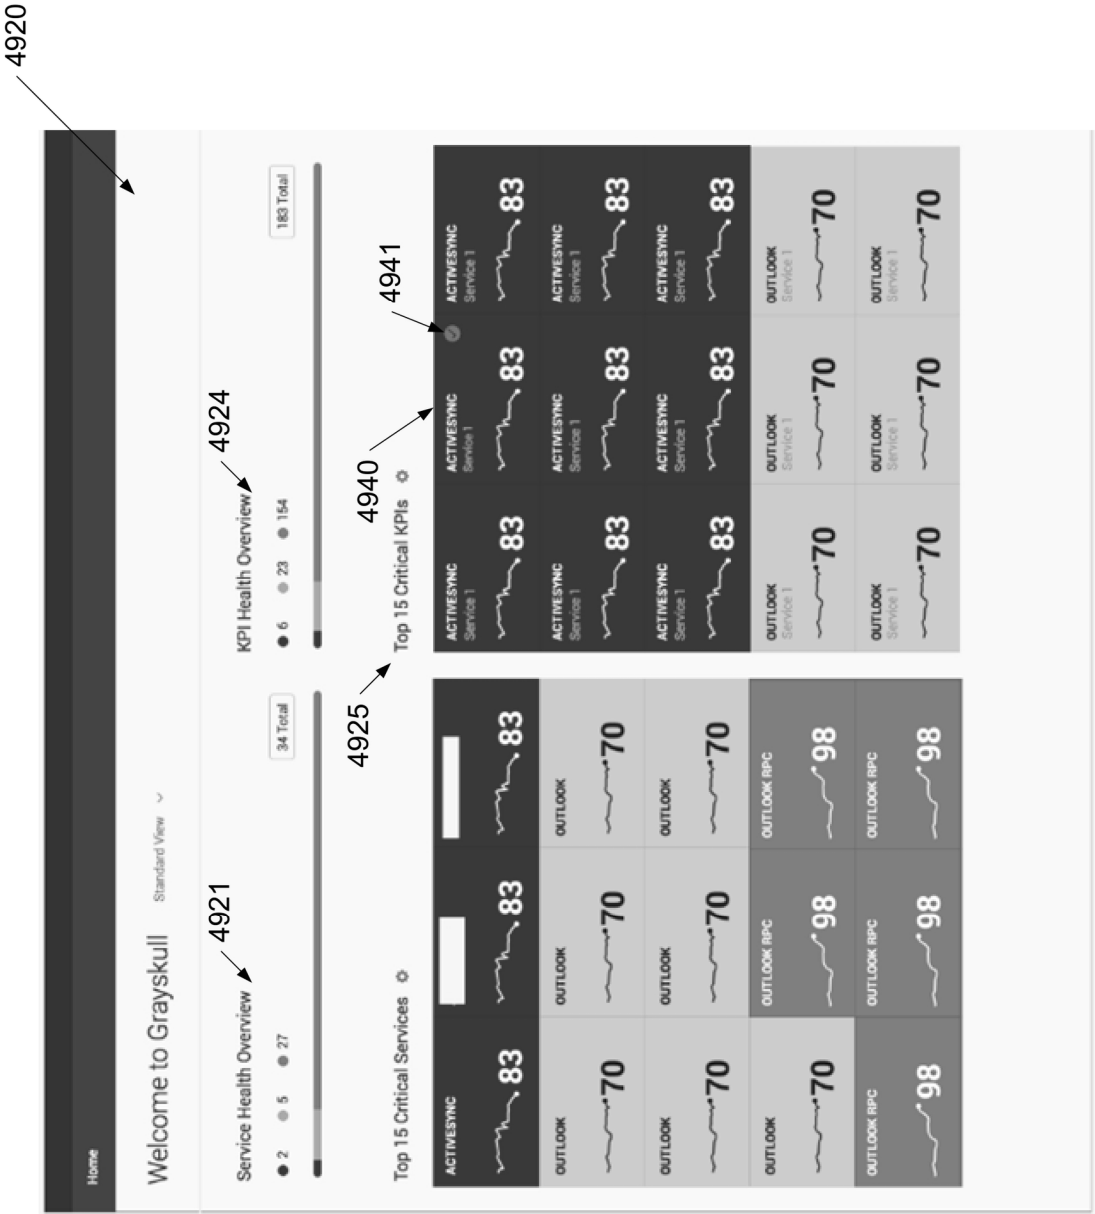 4920
Home
Welcome to Grayskull Standard View
4921
4924
Service Health Overview
2 5 27
34 Total
KPI Health Overview
6 23 154
183 Total
4925
4940
4941
Top 15 Critical Services
ACTIVESYNC
83
83
83
OUTLOOK
70
OUTLOOK
70
OUTLOOK
70
OUTLOOK
70
OUTLOOK
70
OUTLOOK
70
OUTLOOK
70
OUTLOOK RPC
98
OUTLOOK RPC
98
OUTLOOK RPC
98
OUTLOOK RPC
98
OUTLOOK RPC
98
Top 15 Critical KPIs
ACTIVESYNC
Service 1
83
ACTIVESYNC
Service 1
83
ACTIVESYNC
Service 1
83
ACTIVESYNC
Service 1
83
ACTIVESYNC
Service 1
83
ACTIVESYNC
Service 1
83
ACTIVESYNC
Service 1
83
ACTIVESYNC
Service 1
83
ACTIVESYNC
Service 1
83
OUTLOOK
Service 1
70
OUTLOOK
Service 1
70
OUTLOOK
Service 1
70
OUTLOOK
Service 1
70
OUTLOOK
Service 1
70
OUTLOOK
Service 1
70